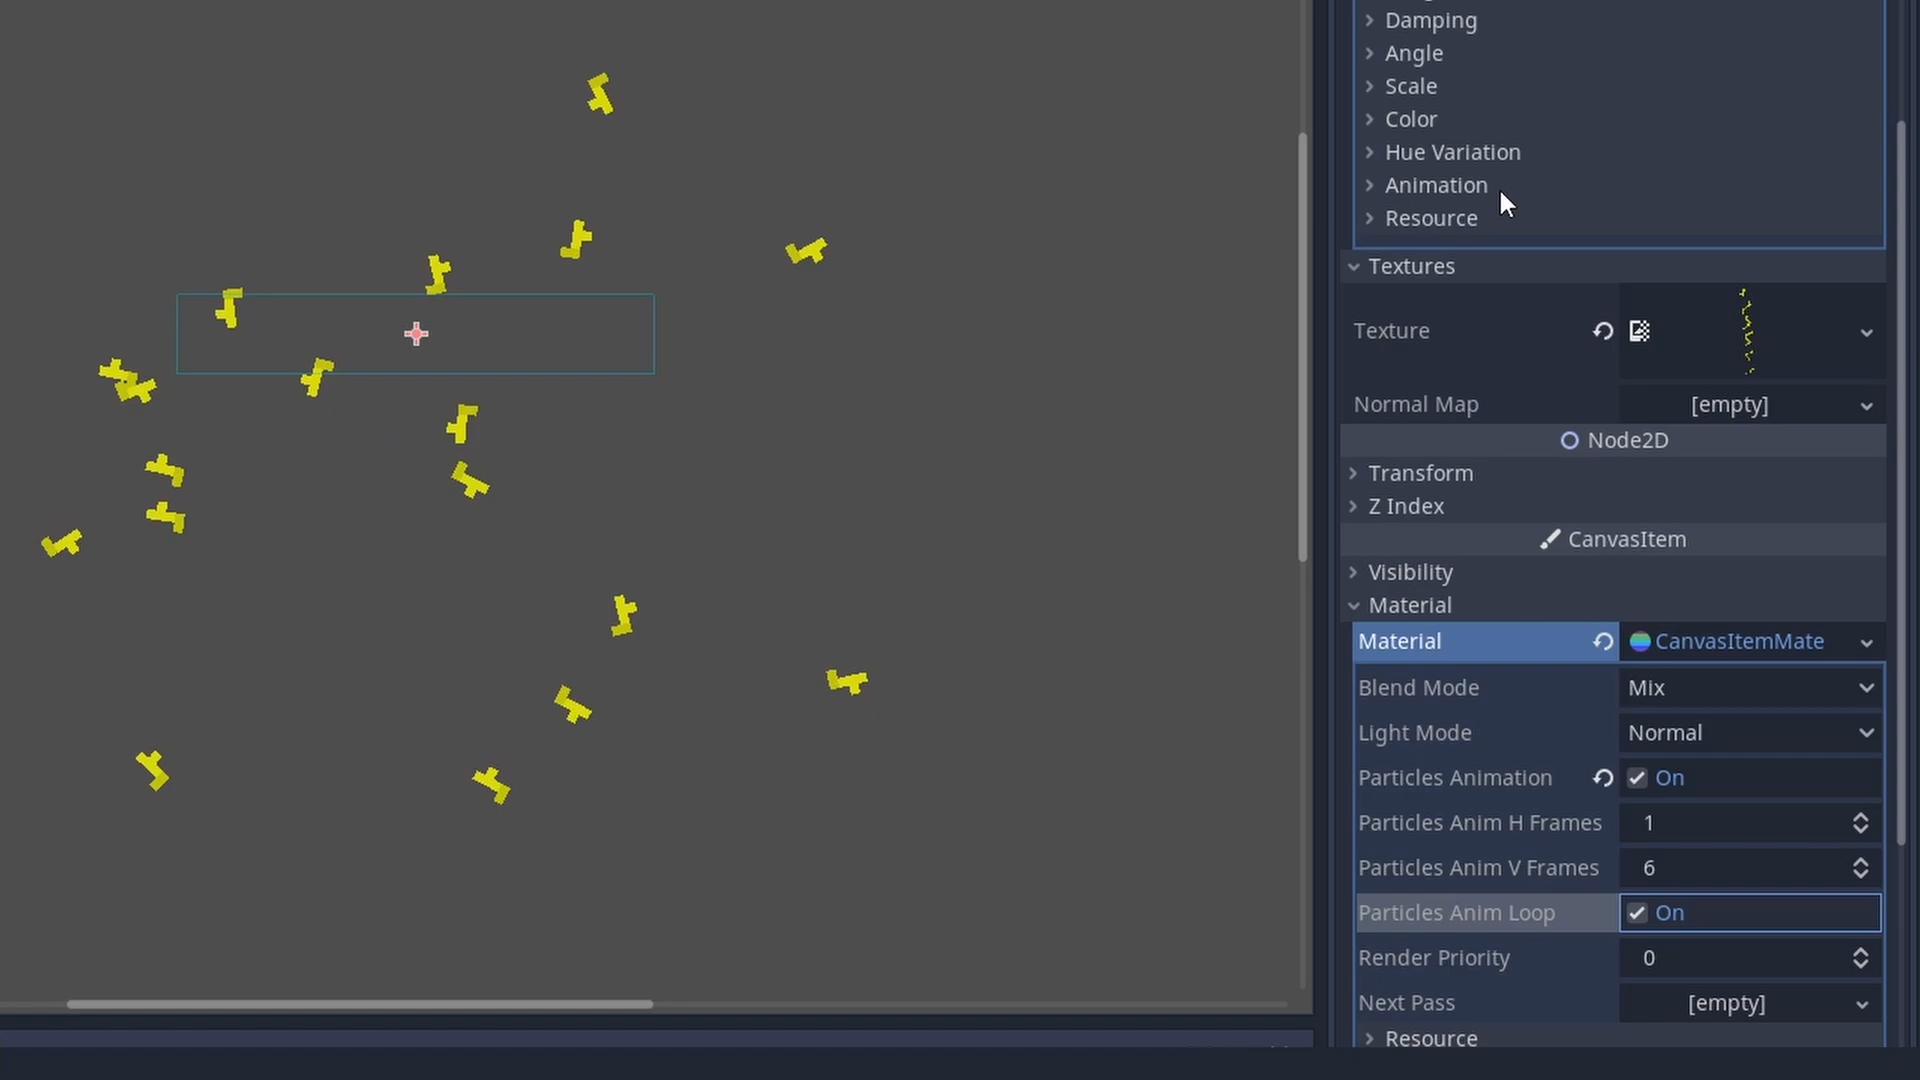 Damping
Angle
Scale
Color
Hue Variation
Animation
Resource
Textures
Texture
Normal Map [empty]
Node2D
Transform
Z Index
CanvasItem
Visibility
Material
Material CanvasItemMate
Blend Mode Mix
Light Mode Normal
Particles Animation On
Particles Anim H Frames 1
Particles Anim V Frames 6
Particles Anim Loop On
Render Priority 0
Next Pass [empty]
Resource